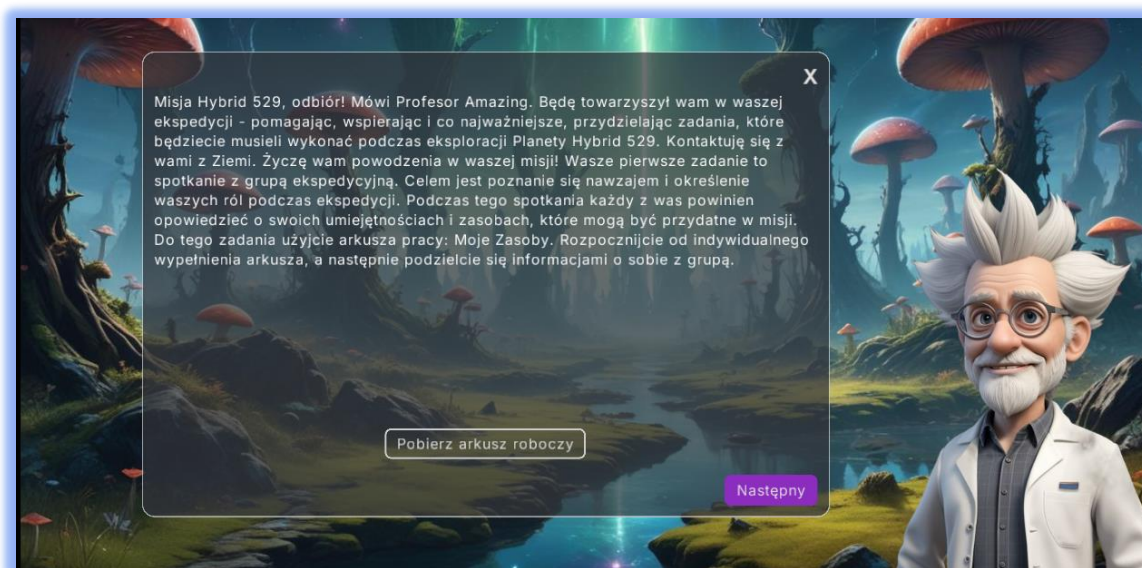 X
Misja Hybrid 529, odbiór! Mówi Profesor Amazing. Będę towarzyszył wam w waszej
ekspedycji - pomagając, wspierając i co najważniejsze, przydzielając zadania, które
będziecie musieli wykonać podczas eksploracji Planety Hybrid 529. Kontaktuję się z
wami z Ziemi. Życzę wam powodzenia w waszej misji! Wasze pierwsze zadanie to
spotkanie z grupą ekspedycyjną. Celem jest poznanie się nawzajem i określenie
waszych ról podczas ekspedycji. Podczas tego spotkania każdy z was powinien
opowiedzieć o swoich umiejętnościach i zasobach, które mogą być przydatne w misji.
Do tego zadania użyjcie arkusza pracy: Moje Zasoby. Rozpocznijcie od indywidualnego
wypełnienia arkusza, a następnie podzielcie się informacjami o sobie z grupą.
Pobierz arkusz roboczy
Następny